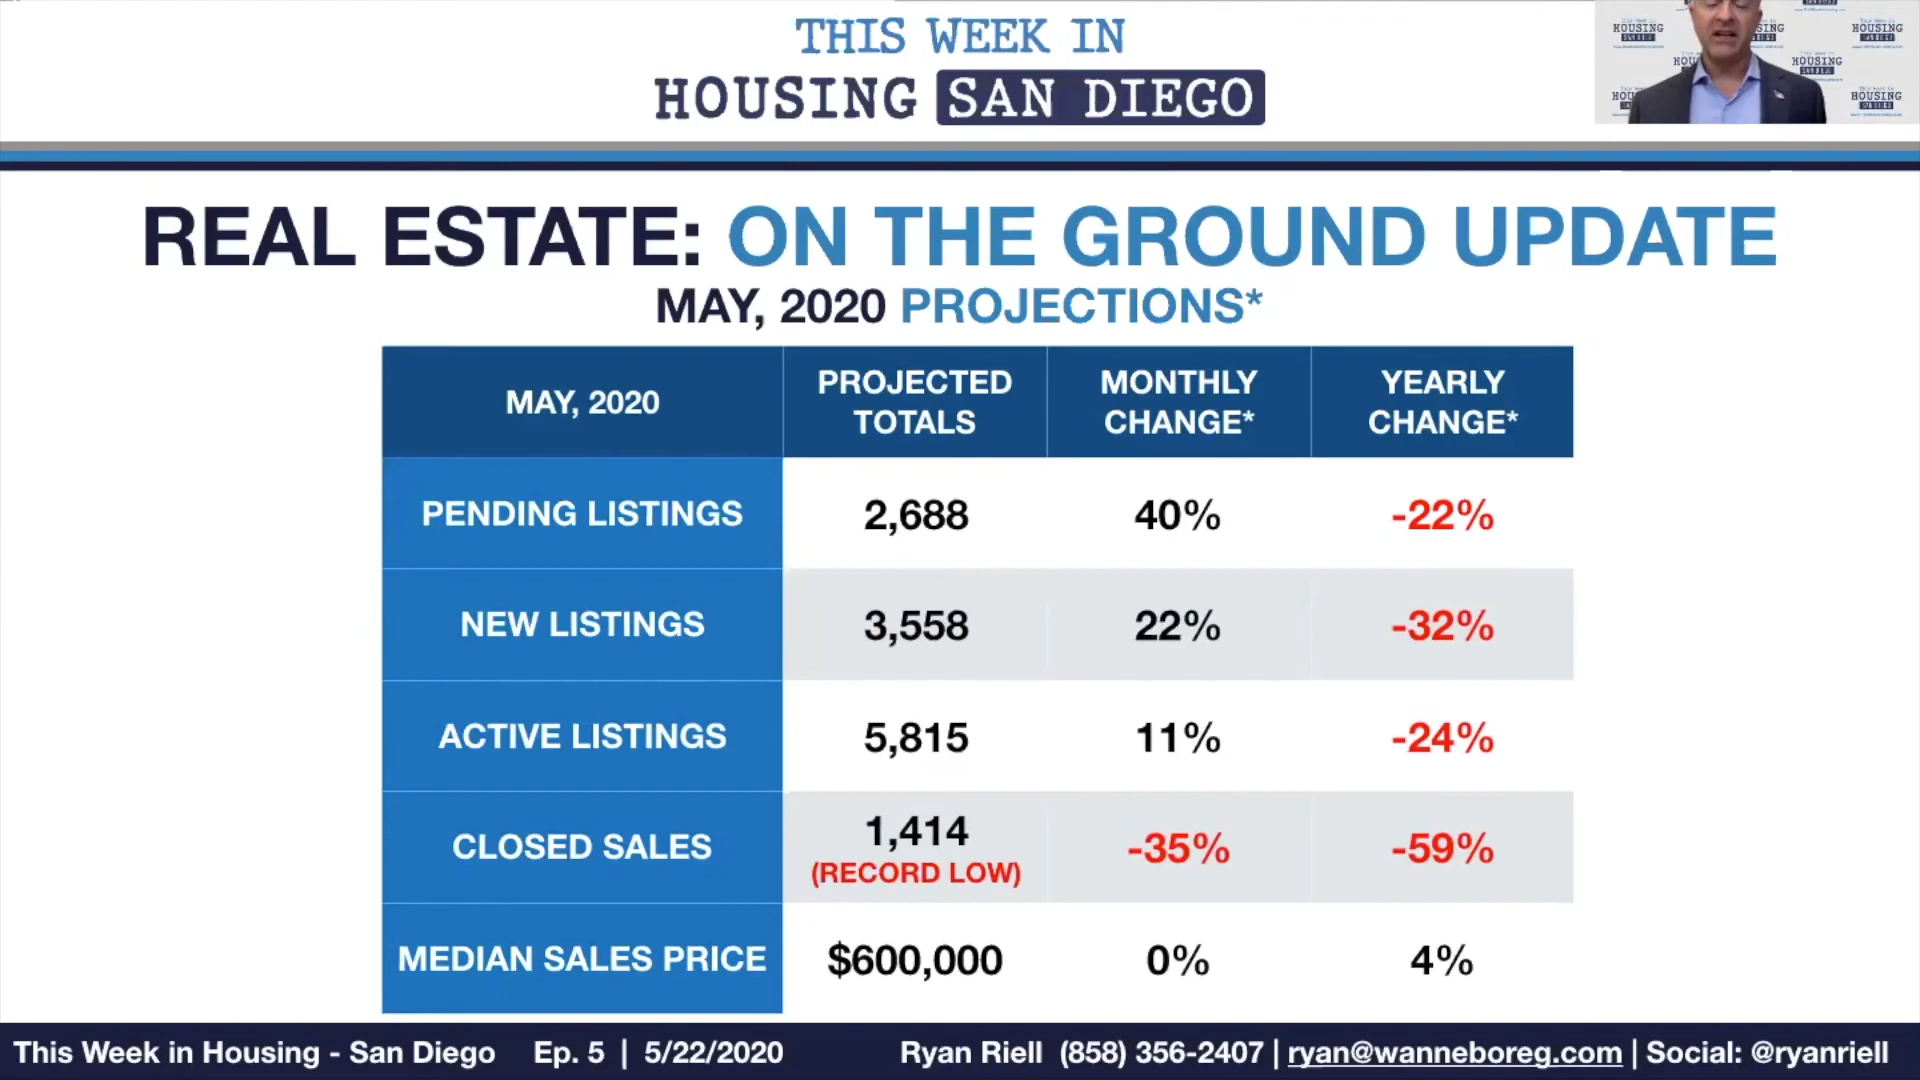 THIS WEEK IN
HOUSING SAN DIEGO
REAL ESTATE: ON THE GROUND UPDATE
MAY, 2020 PROJECTIONS*
MAY, 2020
PROJECTED
TOTALS
MONTHLY
CHANGE*
YEARLY
CHANGE*
PENDING LISTINGS 2,688 40% -22%
NEW LISTINGS 3,558 22% -32%
ACTIVE LISTINGS 5,815 11% -24%
CLOSED SALES 1,414 -35% -59%
(RECORD LOW)
MEDIAN SALES PRICE $600,000 0% 4%
This Week in Housing - San Diego Ep. 5 | 5/22/2020 Ryan Riell (858) 356-2407 | ryan@wanneboreg.com | Social: @ryanriell